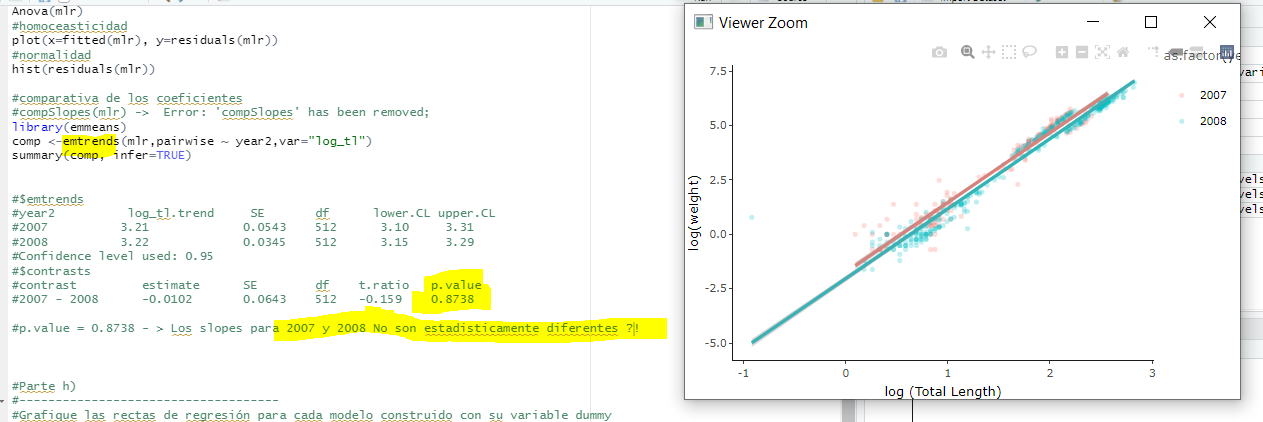 Anova(mlr)
#homoceasticidad
plot(x=fitted(mlr), y=residuals(mlr))
#normalidad
hist(residuals(mlr))
#comparativa de los coeficientes
#compSlopes(mlr) -> Error: 'compSlopes' has been removed;
library(emmeans)
comp <-emtrends(mlr,pairwise ~ year2,var="log_tl")
summary(comp, infer=TRUE)
#$emtrends
#year2 log_tl.trend SE df lower.CL upper.CL
#2007 3.21 0.0543 512 3.10 3.31
#2008 3.22 0.0345 512 3.15 3.29
#Confidence level used: 0.95
#$contrasts
#contrast estimate SE df t.ratio p.value
#2007 - 2008 -0.0102 0.0643 512 -0.159 0.8738
#p.value = 0.8738 - > Los slopes para 2007 y 2008 No son estadisticamente diferentes ?!
#Parte h)
#------------------------------------
#Grafique las rectas de regresión para cada modelo construido con su variable dummy
Viewer Zoom
as.factor(ye
2007
2008
7.5
5.0
2.5
0.0
-2.5
-5.0
log(weight)
-1 0 1 2 3
log (Total Length)
vari
vels
vels
vels